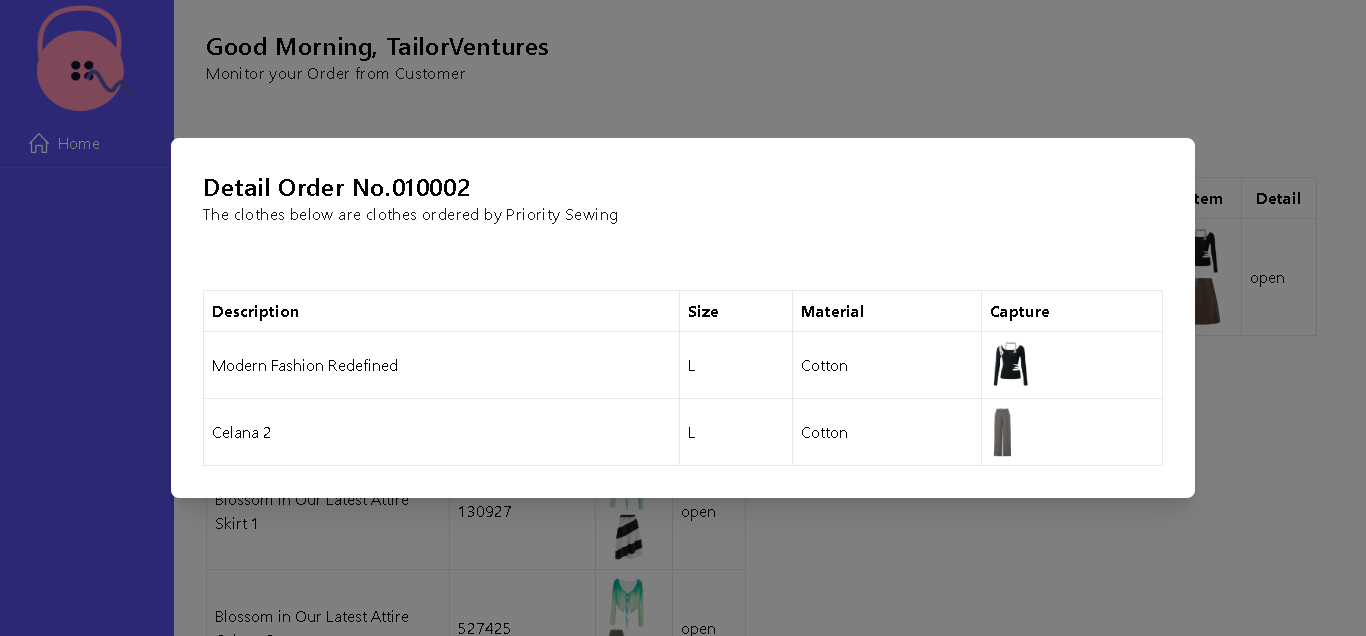 Good Morning, TailorVentures
Monitor your Order from Customer
Home
Detail Order No.010002
The clothes below are clothes ordered by Priority Sewing
Description Size Material Capture
Modern Fashion Redefined L Cotton
Celana 2 L Cotton
Detail
open
Blossom in Our Latest Attire
Skirt 1
130927
open
Blossom in Our Latest Attire
527425
open